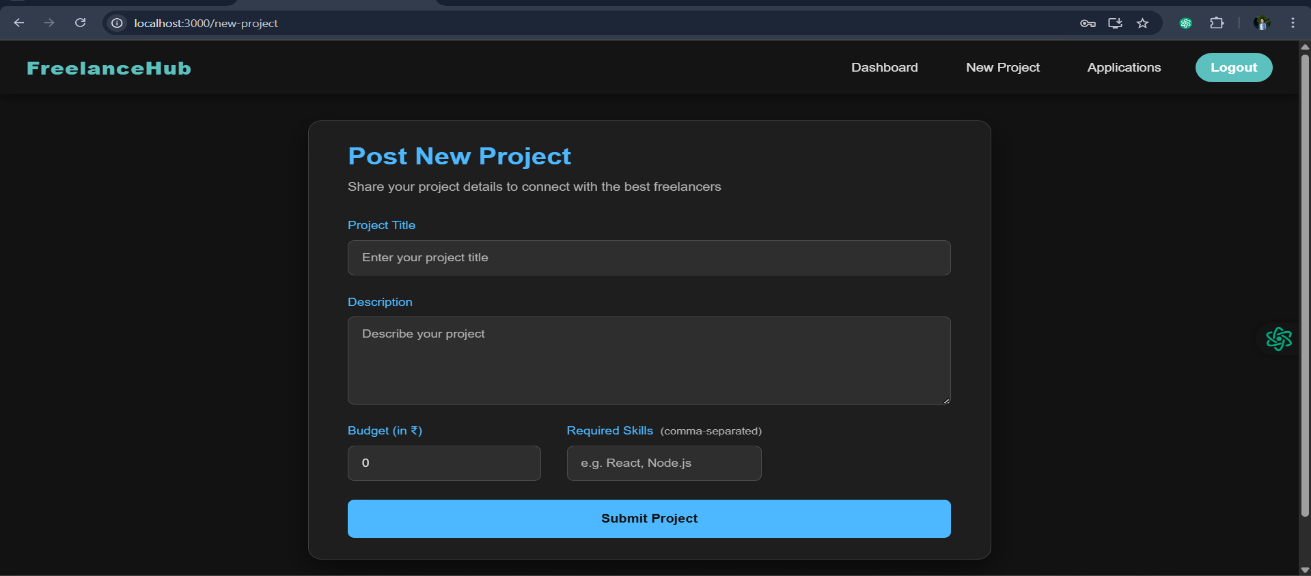 localhost:3000/new-project
FreelanceHub
Dashboard
New Project
Applications
Logout
Post New Project
Share your project details to connect with the best freelancers
Project Title
Enter your project title
Description
Describe your project
Budget (in ₹)
Required Skills (comma-separated)
0
e.g. React, Node.js
Submit Project